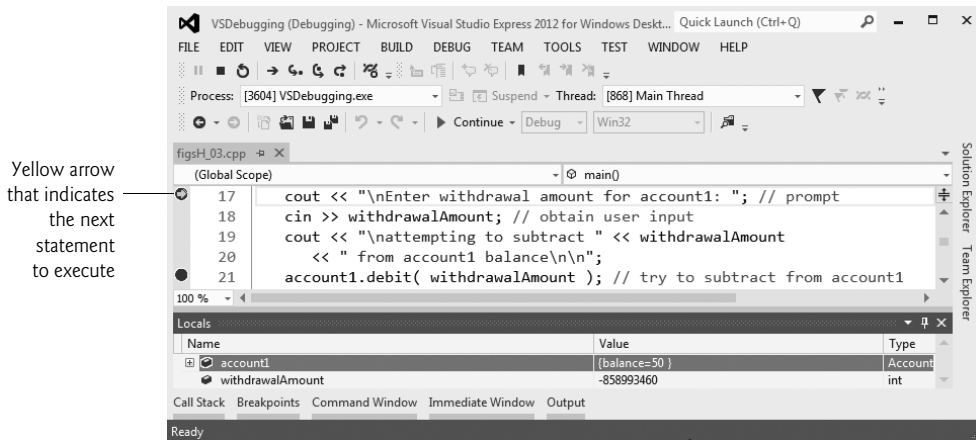 VSDebugging (Debugging) - Microsoft Visual Studio Express 2012 for Windows Deskt... Quick Launch (Ctrl+Q)
FILE EDIT VIEW PROJECT BUILD DEBUG TEAM TOOLS TEST WINDOW HELP
Process: [3604] VSDebugging.exe Suspend Thread: [868] Main Thread
Continue Debug Win32
figsH_03.cpp
(Global Scope) main()
Yellow arrow
that indicates
the next
statement
to execute
17 cout << "\nEnter withdrawal amount for account1: "; // prompt
18 cin >> withdrawalAmount; // obtain user input
19 cout << "\nattempting to subtract " << withdrawalAmount
20 << " from account1 balance\n\n";
21 account1.debit( withdrawalAmount ); // try to subtract from account1
100 %
Solution Explorer
Team Explorer
Locals
Name Value Type
account1 {balance=50 } Account
withdrawalAmount -858993460 int
Call Stack Breakpoints Command Window Immediate Window Output
Ready